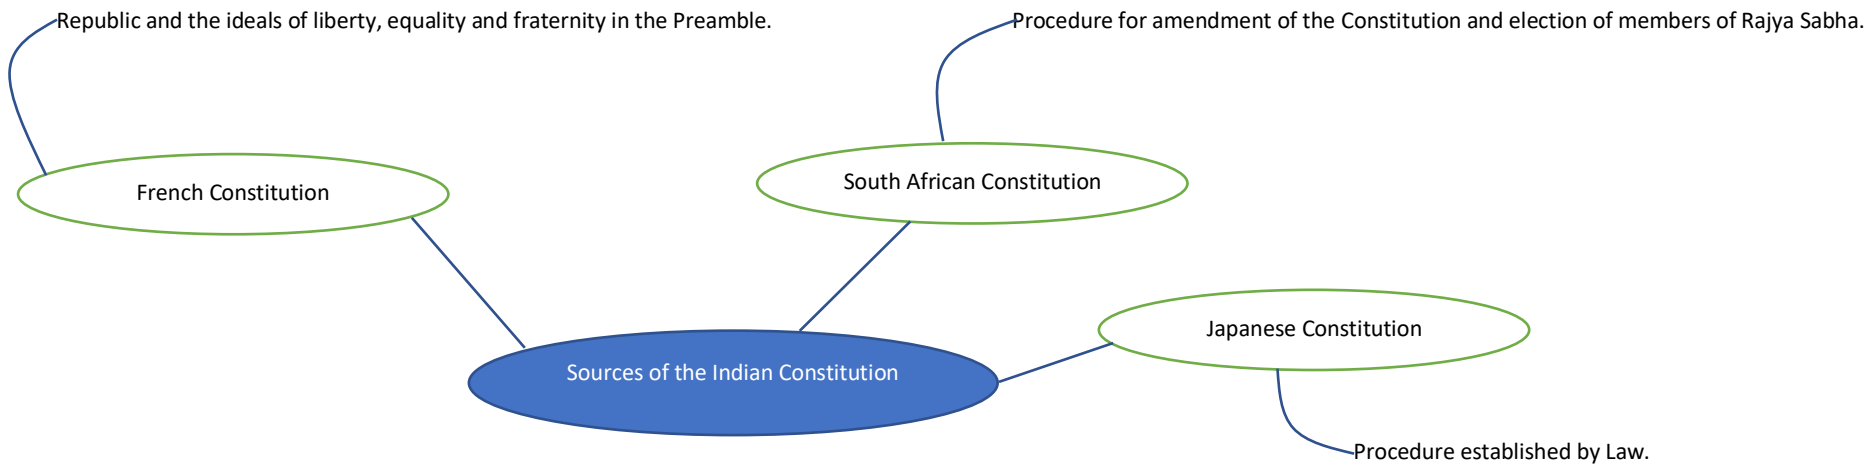 Republic and the ideals of liberty, equality and fraternity in the Preamble.
Procedure for amendment of the Constitution and election of members of Rajya Sabha.
French Constitution
South African Constitution
Japanese Constitution
Sources of the Indian Constitution
Procedure established by Law.